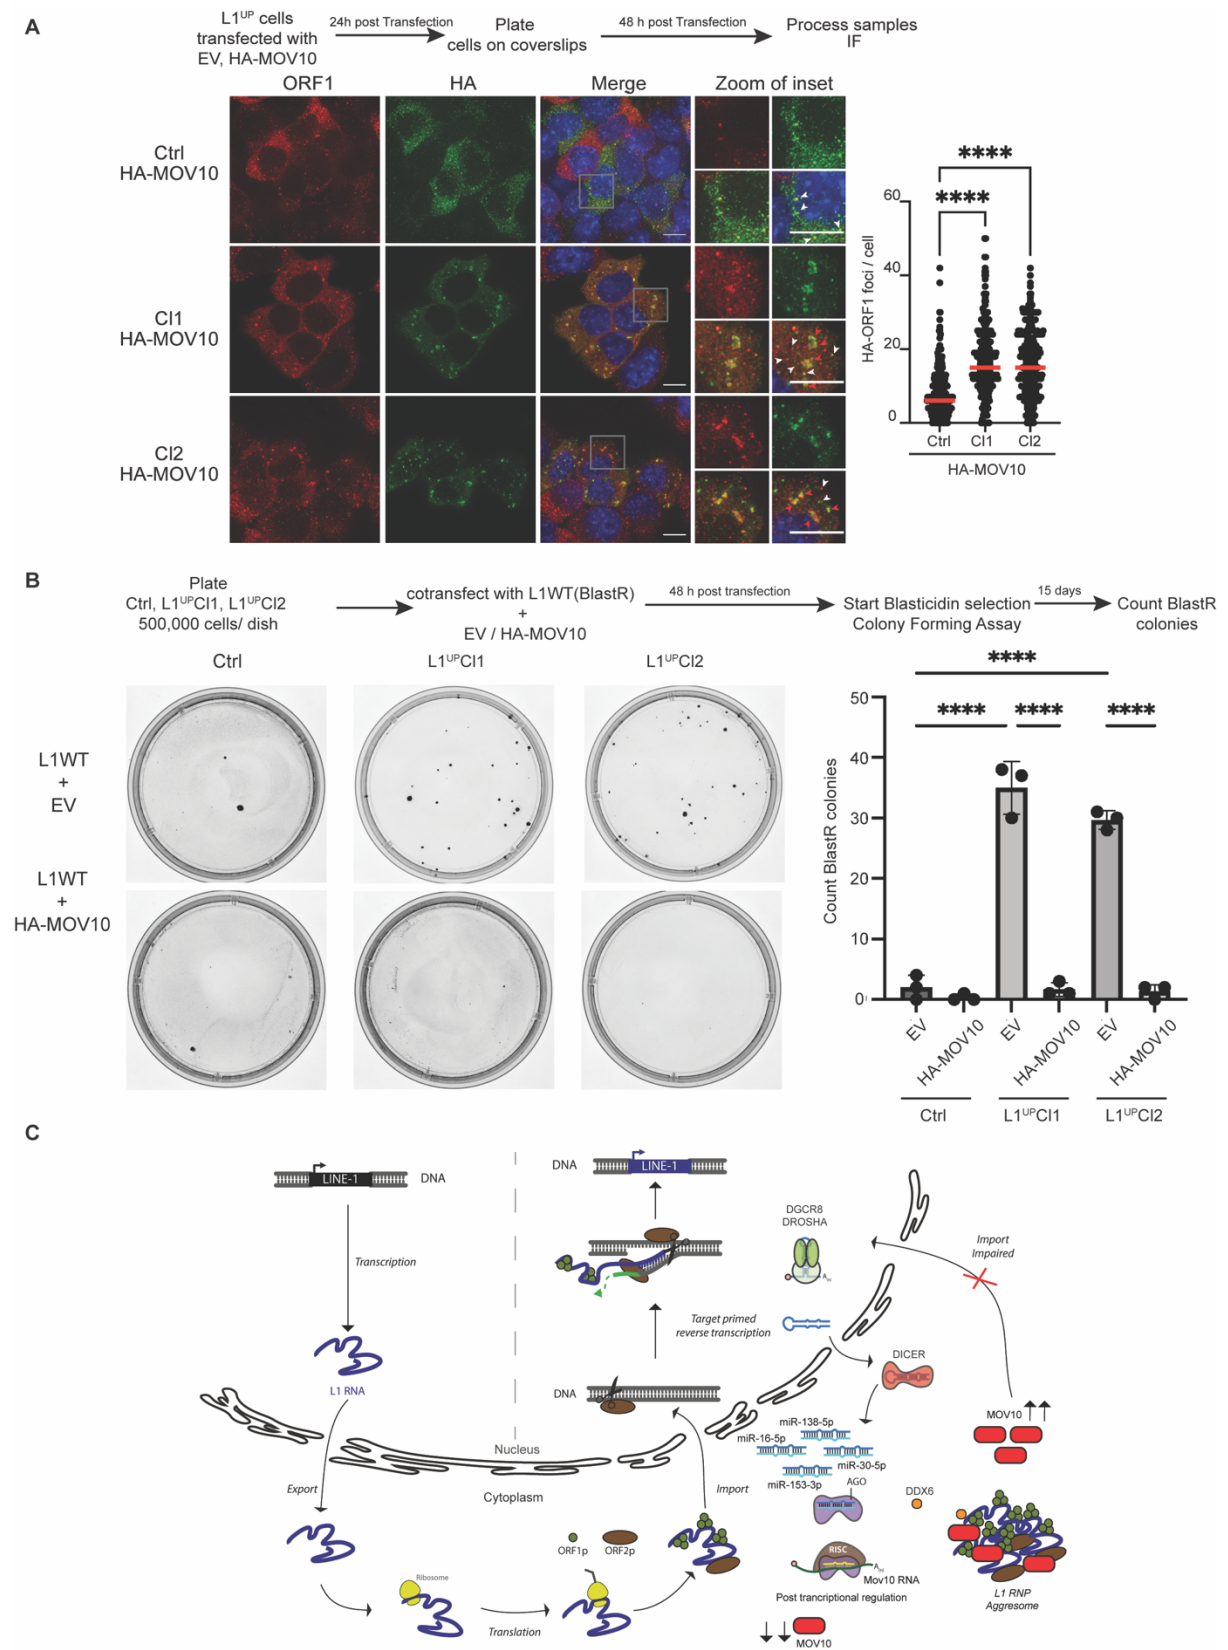 A
L1UP cells
transfected with
EV, HA-MOV10
24h post Transfection
Plate
cells on coverslips
48 h post Transfection
Process samples
IF
ORF1
HA
Merge
Zoom of inset
Ctrl
HA-MOV10
Cl1
HA-MOV10
Cl2
HA-MOV10
HA-ORF1 foci / cell
60
40
20
0
****
****
Ctrl
Cl1
Cl2
HA-MOV10
B
Plate
Ctrl, L1UPCl1, L1UPCl2
500,000 cells/ dish
cotransfect with L1WT(BlastR)
+
EV / HA-MOV10
48 h post transfection
Start Blasticidin selection
Colony Forming Assay
15 days
Count BlastR
colonies
Ctrl
L1UPCl1
L1UPCl2
L1WT
+
EV
L1WT
+
HA-MOV10
Count BlastR colonies
50
40
30
20
10
0
****
****
****
****
EV
HA-MOV10
EV
HA-MOV10
EV
HA-MOV10
Ctrl
L1UPCl1
L1UPCl2
C
LINE-1
DNA
Transcription
L1 RNA
Export
Ribosome
Translation
Nucleus
Cytoplasm
ORF1p
ORF2p
Import
DNA
LINE-1
Target primed
reverse transcription
DNA
DGCR8
DROSHA
A(n)
DICER
miR-138-5p
miR-16-5p
miR-30-5p
miR-153-3p
AGO
RISC
A(n)
Mov10 RNA
Post trancriptional regulation
MOV10
Import
Impaired
MOV10
DDX6
L1 RNP
Aggresome